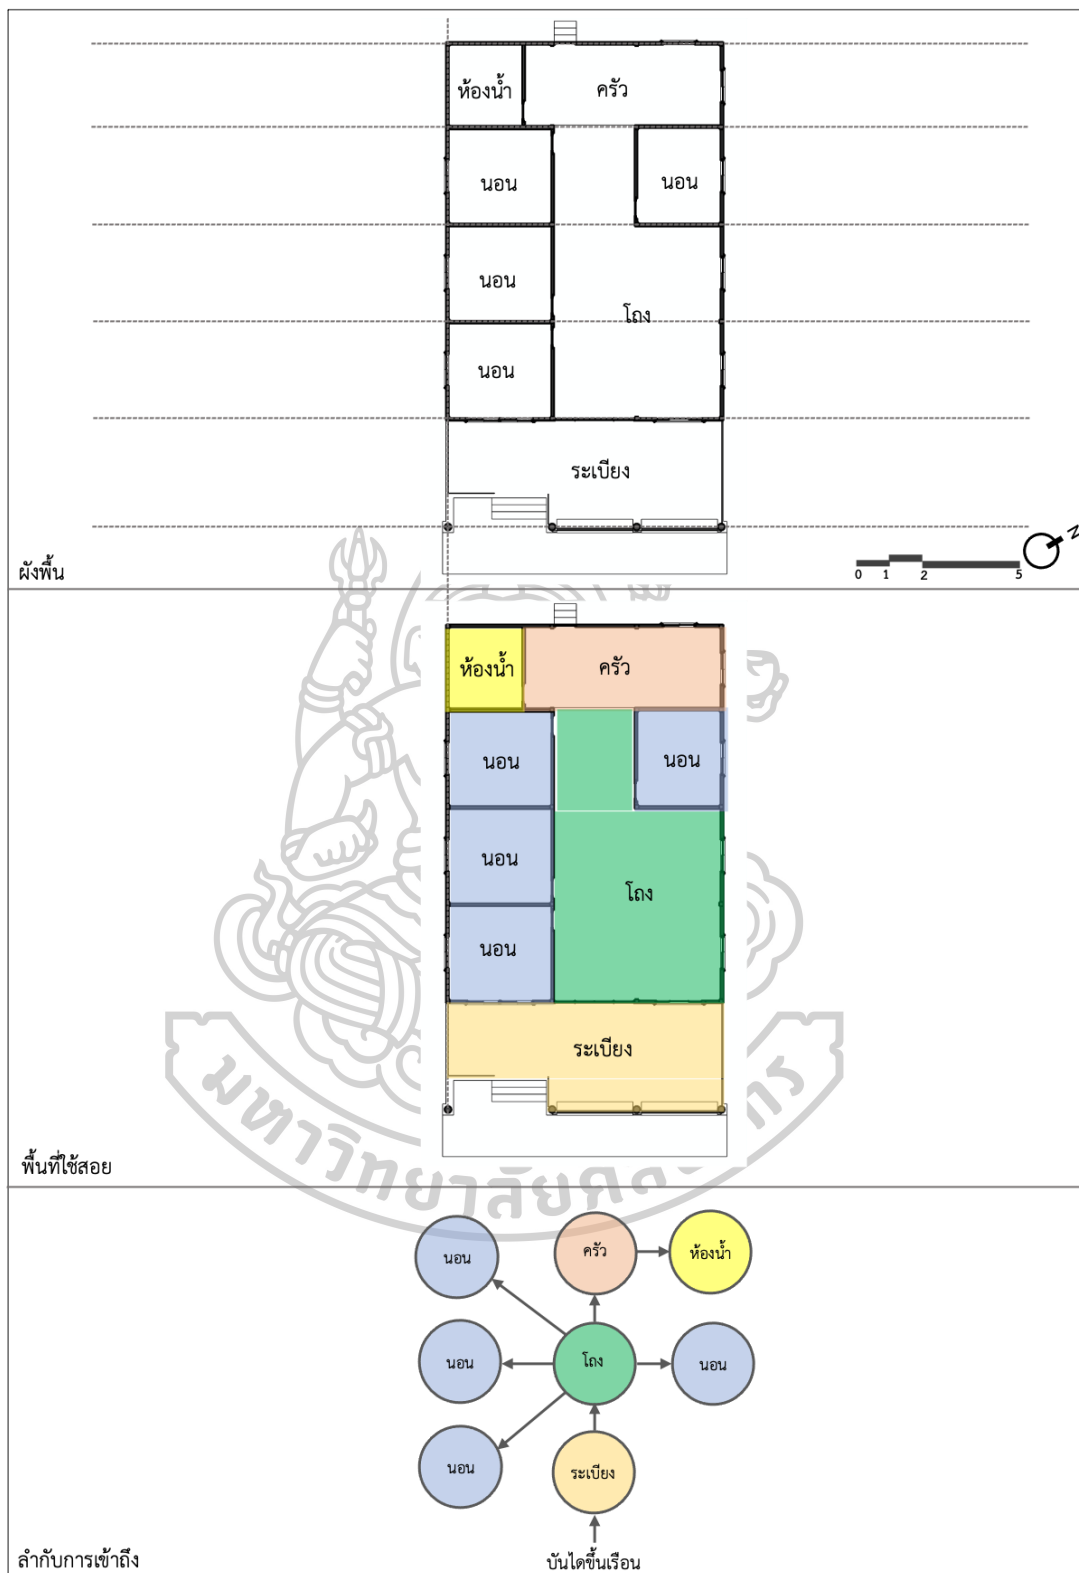 ห้องน้ำ ครัว
นอน นอน
นอน
โถง
นอน
ระเบียง
ผังพื้น
0 1 2 5
N
ห้องน้ำ ครัว
นอน นอน
นอน
โถง
นอน
ระเบียง
พื้นที่ใช้สอย
นอน ครัว ห้องน้ำ
นอน โถง นอน
นอน ระเบียง
บันไดขึ้นเรือน
ลำกับการเข้าถึง